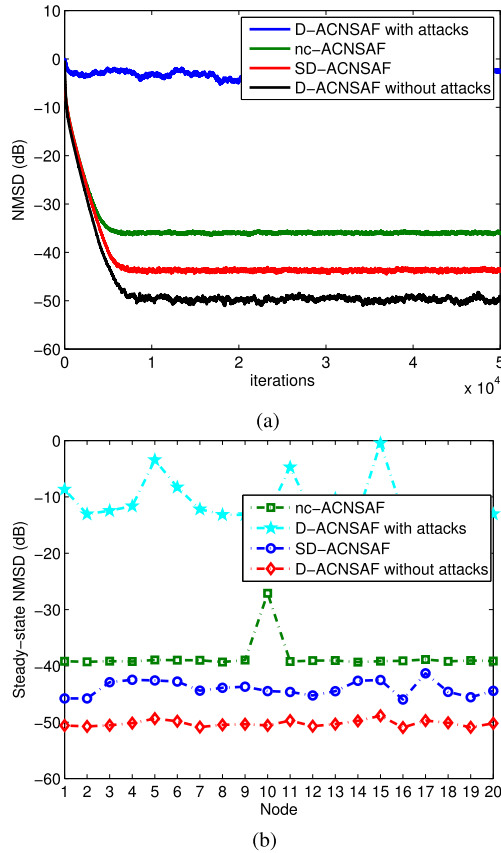 10
0
−10
−20
−30
−40
−50
−60
NMSD (dB)
D−ACNSAF with attacks
nc−ACNSAF
SD−ACNSAF
D−ACNSAF without attacks
0 1 2 3 4 5
iterations
x 10^4
(a)
0
−10
−20
−30
−40
−50
−60
Steady−state NMSD (dB)
nc−ACNSAF
D−ACNSAF with attacks
SD−ACNSAF
D−ACNSAF without attacks
1 2 3 4 5 6 7 8 9 10 11 12 13 14 15 16 17 18 19 20
Node
(b)